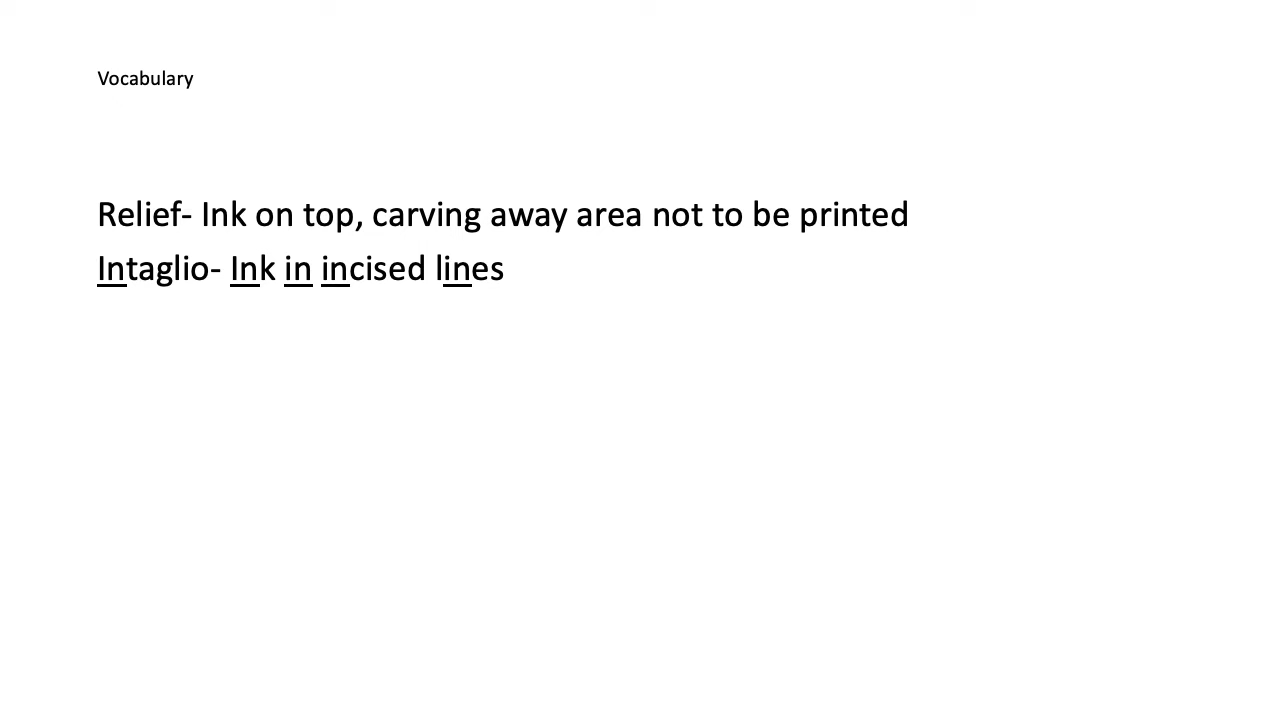 Vocabulary
Relief- Ink on top, carving away area not to be printed
Intaglio- Ink in incised lines